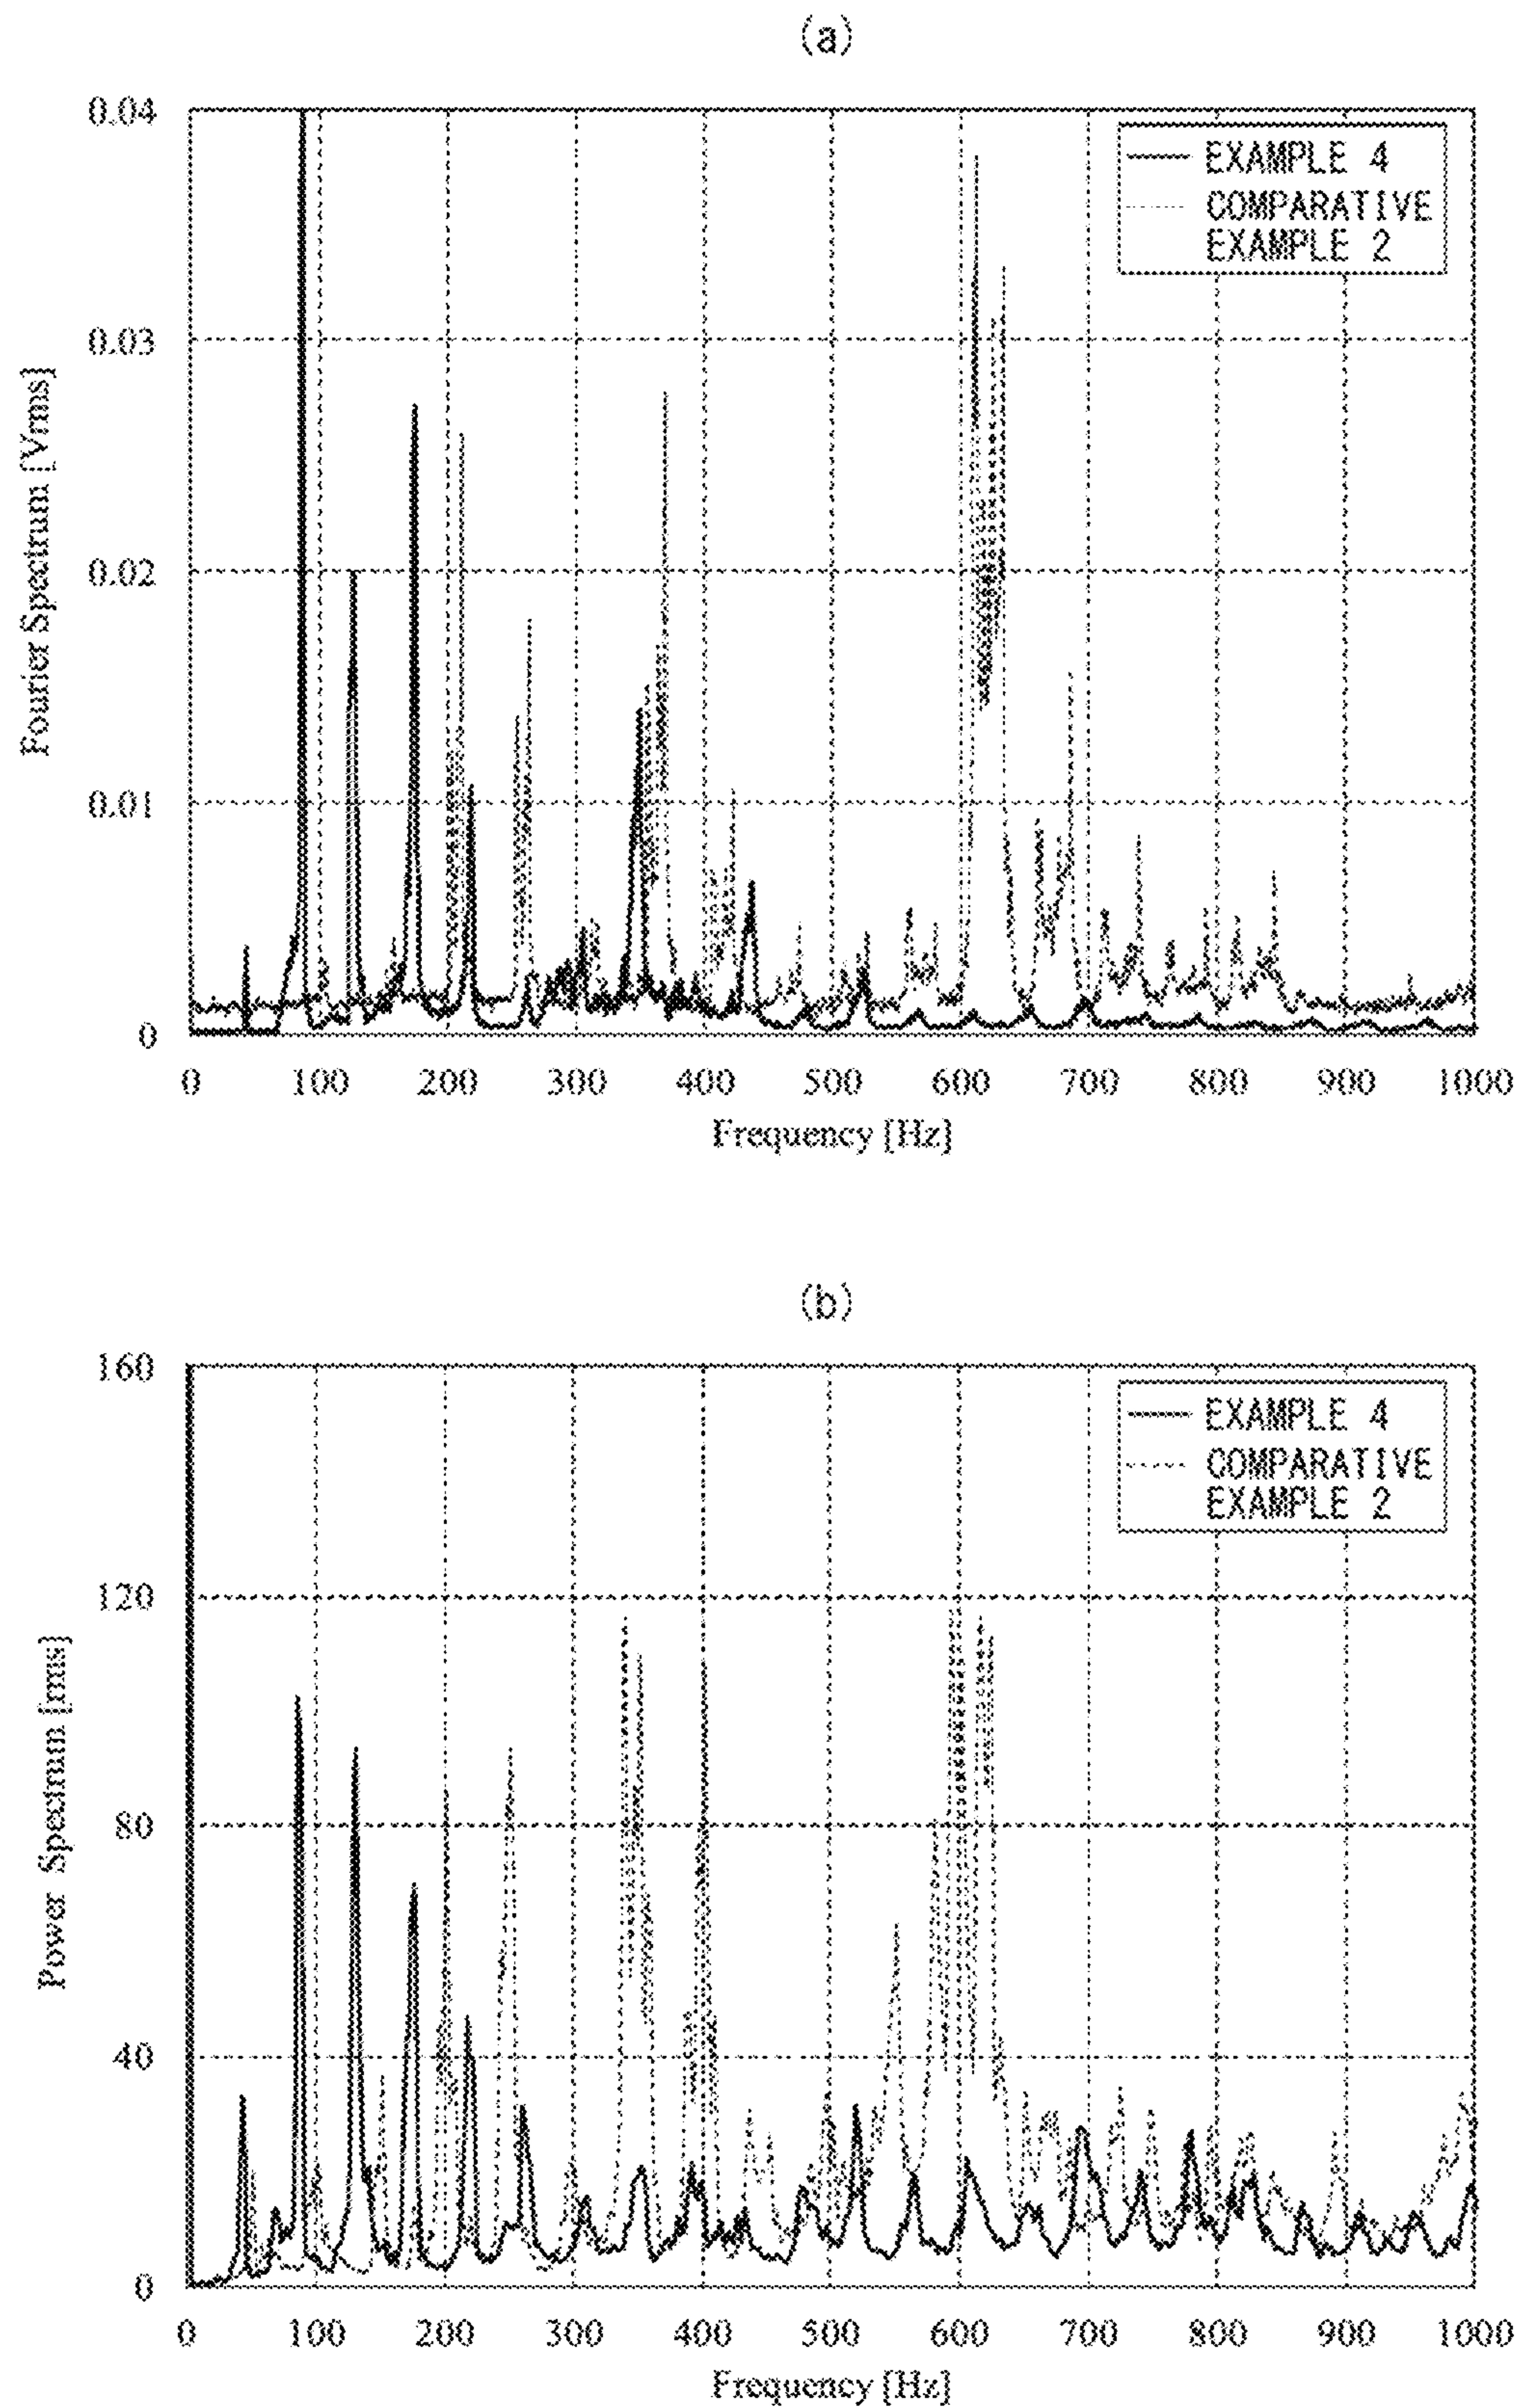 (a)
0.04
0.03
0.02
0.01
0
Fourier Spectrum [Vrms]
EXAMPLE 4
COMPARATIVE
EXAMPLE 2
0 100 200 300 400 500 600 700 800 900 1000
Frequency [Hz]
(b)
160
120
80
40
0
Power Spectrum [rms]
EXAMPLE 4
COMPARATIVE
EXAMPLE 2
0 100 200 300 400 500 600 700 800 900 1000
Frequency [Hz]